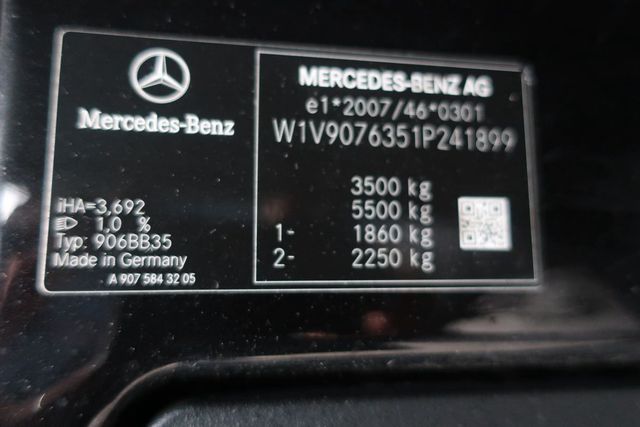 Mercedes-Benz
iHA=3,692
1,0 %
Typ: 906BB35
Made in Germany
A 907 584 32 05
MERCEDES-BENZ AG
e1*2007/46*0301
W1V9076351P241899
3500 kg
5500 kg
1- 1860 kg
2- 2250 kg